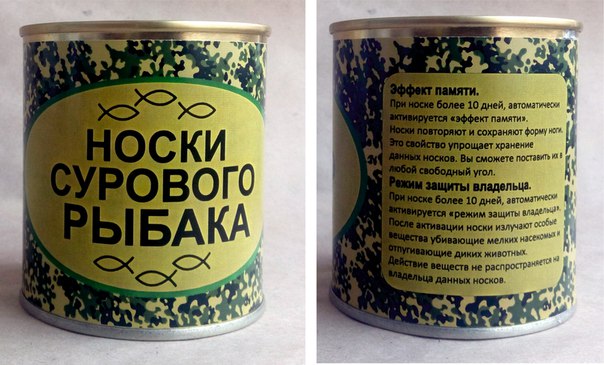 НОСКИ
СУРОВОГО
РЫБАКА
Эффект памяти.
При носке более 10 дней, автоматически
активируется «эффект памяти».
Носки повторяют и сохраняют форму ноги.
Это свойство упрощает хранение
данных носков. Вы сможете поставить их в
любой свободный угол.
Режим защиты владельца.
При носке более 10 дней, автоматически
активируется «режим защиты владельца».
После активации носки излучают особые
вещества убивающие мелких насекомых и
отпугивающие диких животных.
Действие веществ не распространяется на
владельца данных носков.